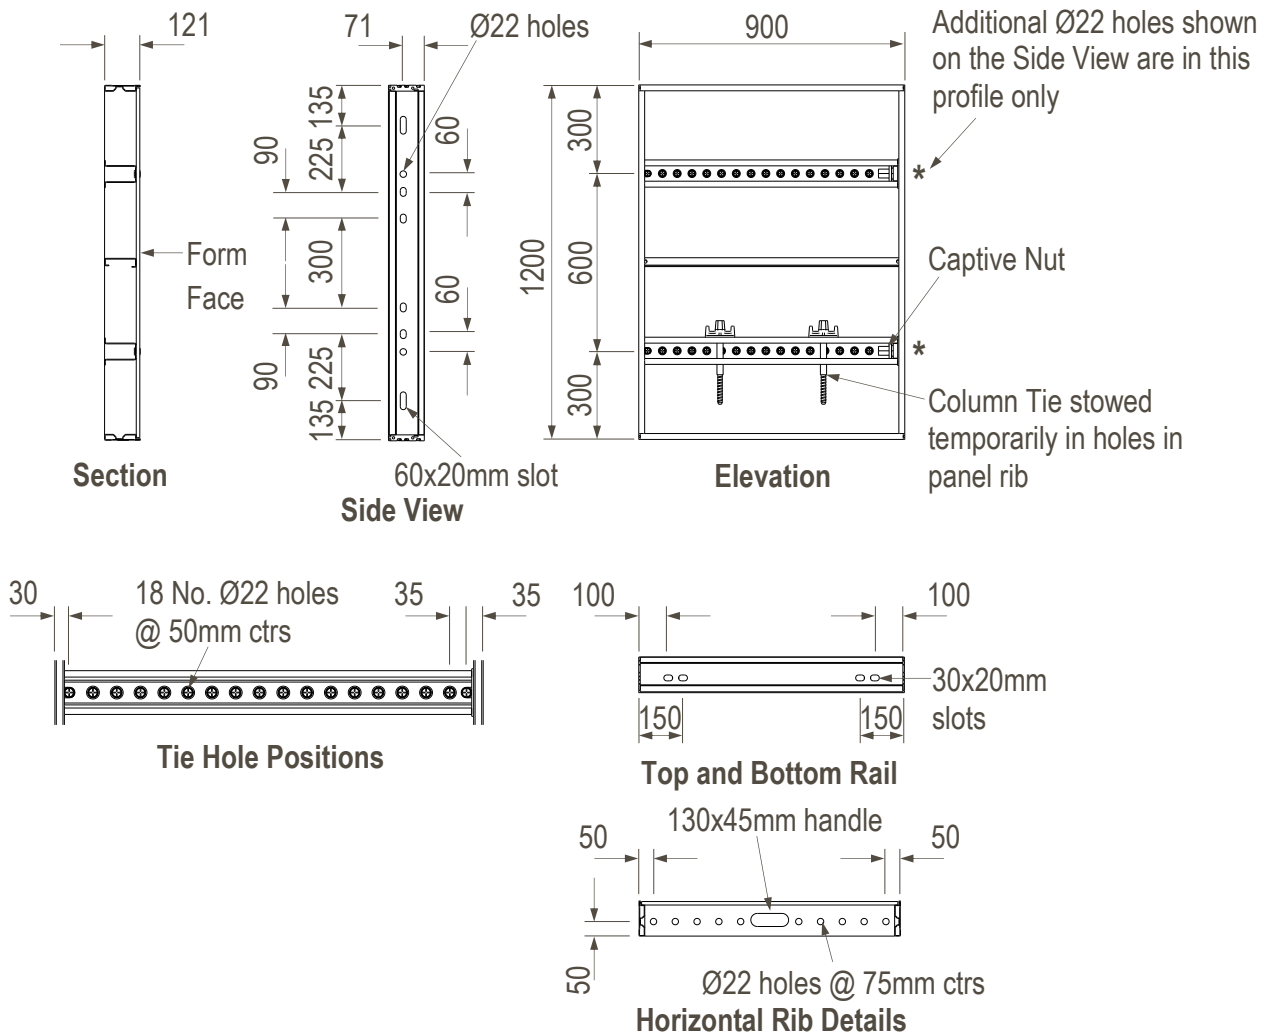 121
71
Ø22 holes
900
Additional Ø22 holes shown
on the Side View are in this
profile only
135
225
90
60
300
300
600
1200
60
90
225
135
300
*
*
Form
Face
Captive Nut
Column Tie stowed
temporarily in holes in
panel rib
60x20mm slot
Section
Side View
Elevation
30
18 No. Ø22 holes
@ 50mm ctrs
35
35
100
100
30x20mm
slots
150
150
Tie Hole Positions
Top and Bottom Rail
130x45mm handle
50
50
50
Ø22 holes @ 75mm ctrs
Horizontal Rib Details